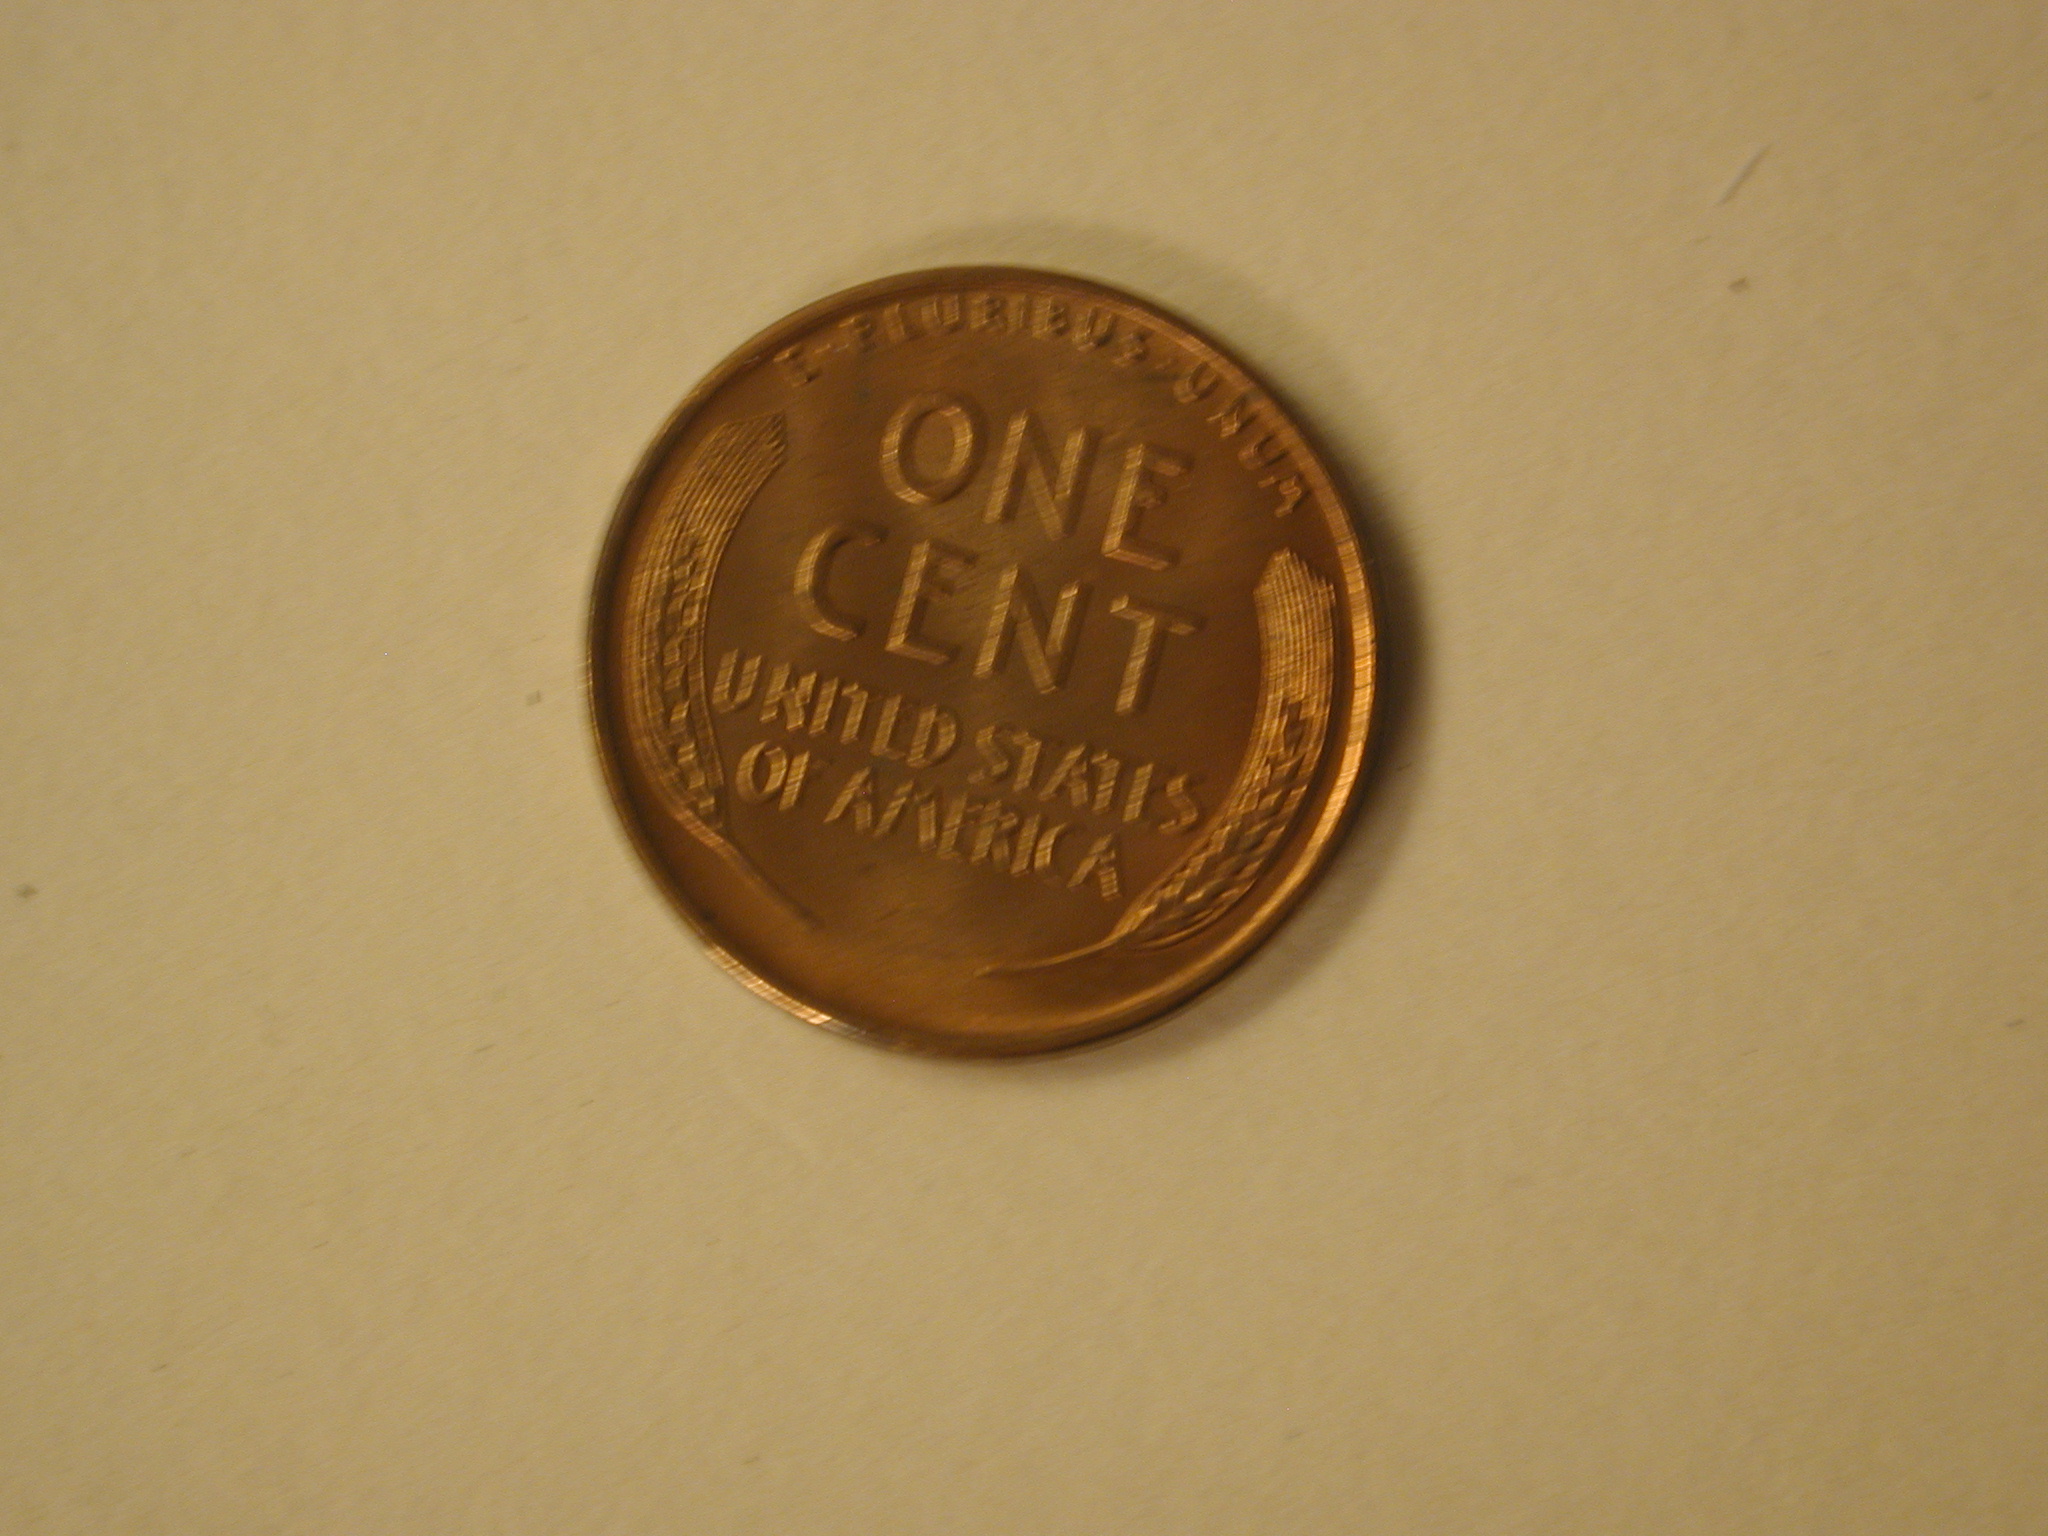 E·PLURIBUS·UNUM
ONE
CENT
UNITED STATES
OF AMERICA